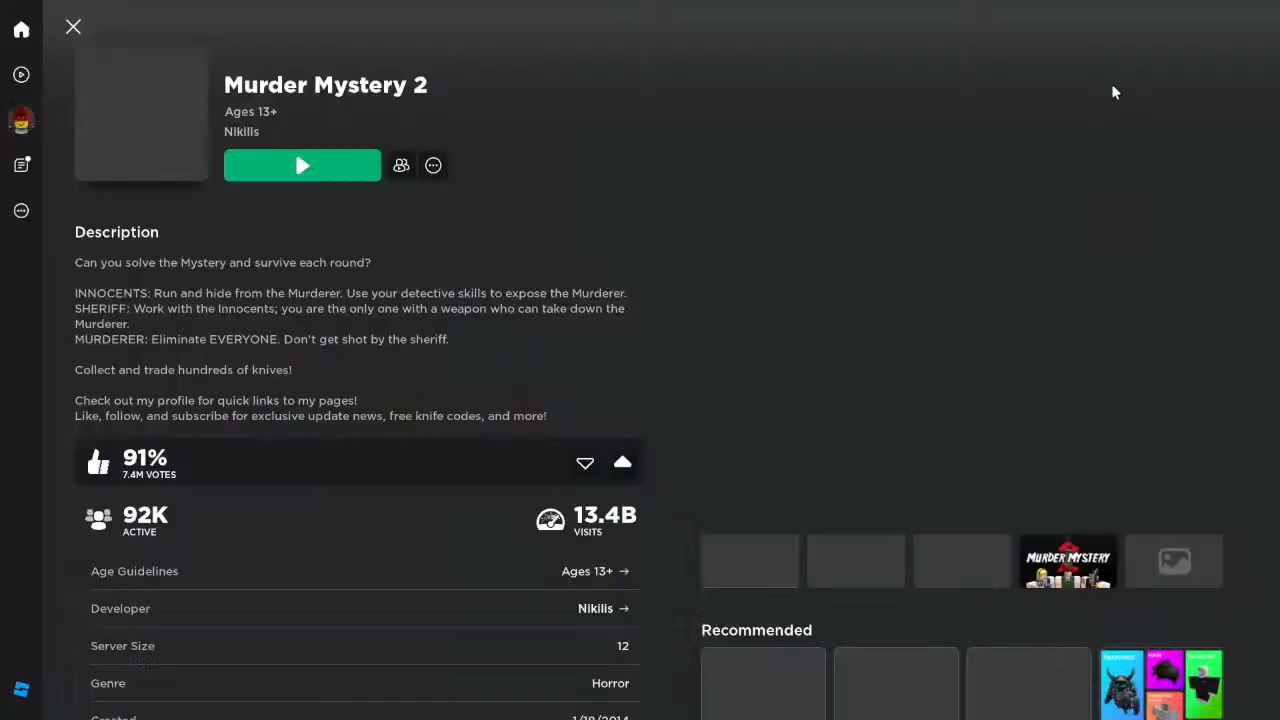 Murder Mystery 2
Ages 13+
Nikilis
Description
Can you solve the Mystery and survive each round?
INNOCENTS: Run and hide from the Murderer. Use your detective skills to expose the Murderer.
SHERIFF: Work with the Innocents; you are the only one with a weapon who can take down the
Murderer.
MURDERER: Eliminate EVERYONE. Don't get shot by the sheriff.
Collect and trade hundreds of knives!
Check out my profile for quick links to my pages!
Like, follow, and subscribe for exclusive update news, free knife codes, and more!
91%
7.4M VOTES
92K
ACTIVE
13.4B
VISITS
Age Guidelines
Ages 13+
Developer
Nikilis
Server Size
12
Genre
Horror
Created
1/18/2014
MURDER MYSTERY
2
Recommended